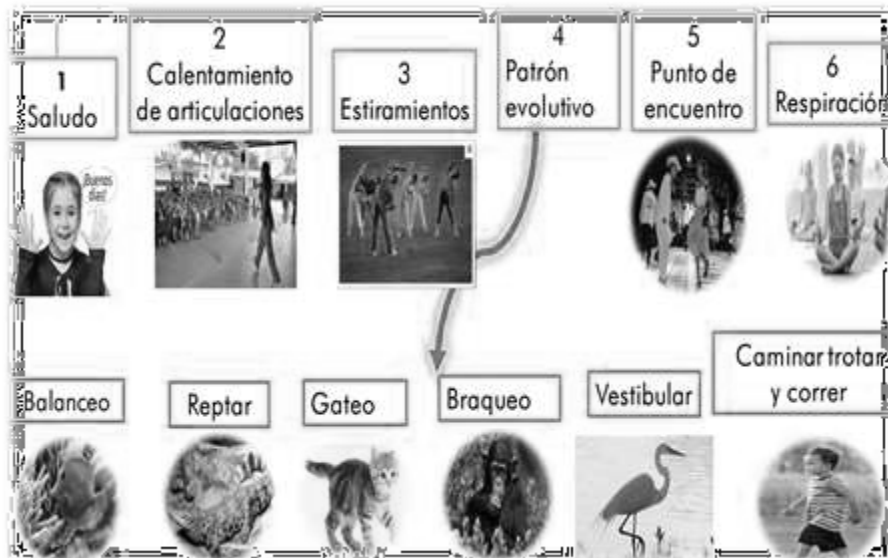 1
Saludo
2
Calentamiento
de articulaciones
3
Estiramientos
4
Patrón
evolutivo
5
Punto de
encuentro
6
Respiración
¡Buenos
días!
Balanceo
Reptar
Gateo
Braqueo
Vestibular
Caminar trotar
y correr